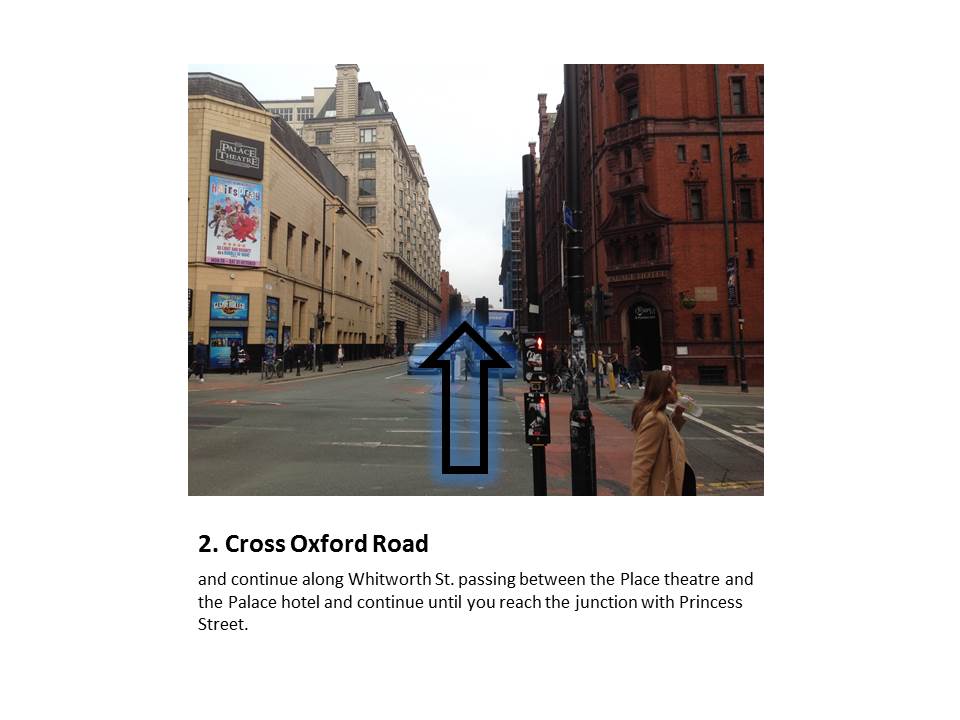 PALACE
THEATRE
Hairspray
2. Cross Oxford Road
and continue along Whitworth St. passing between the Place theatre and
the Palace hotel and continue until you reach the junction with Princess
Street.